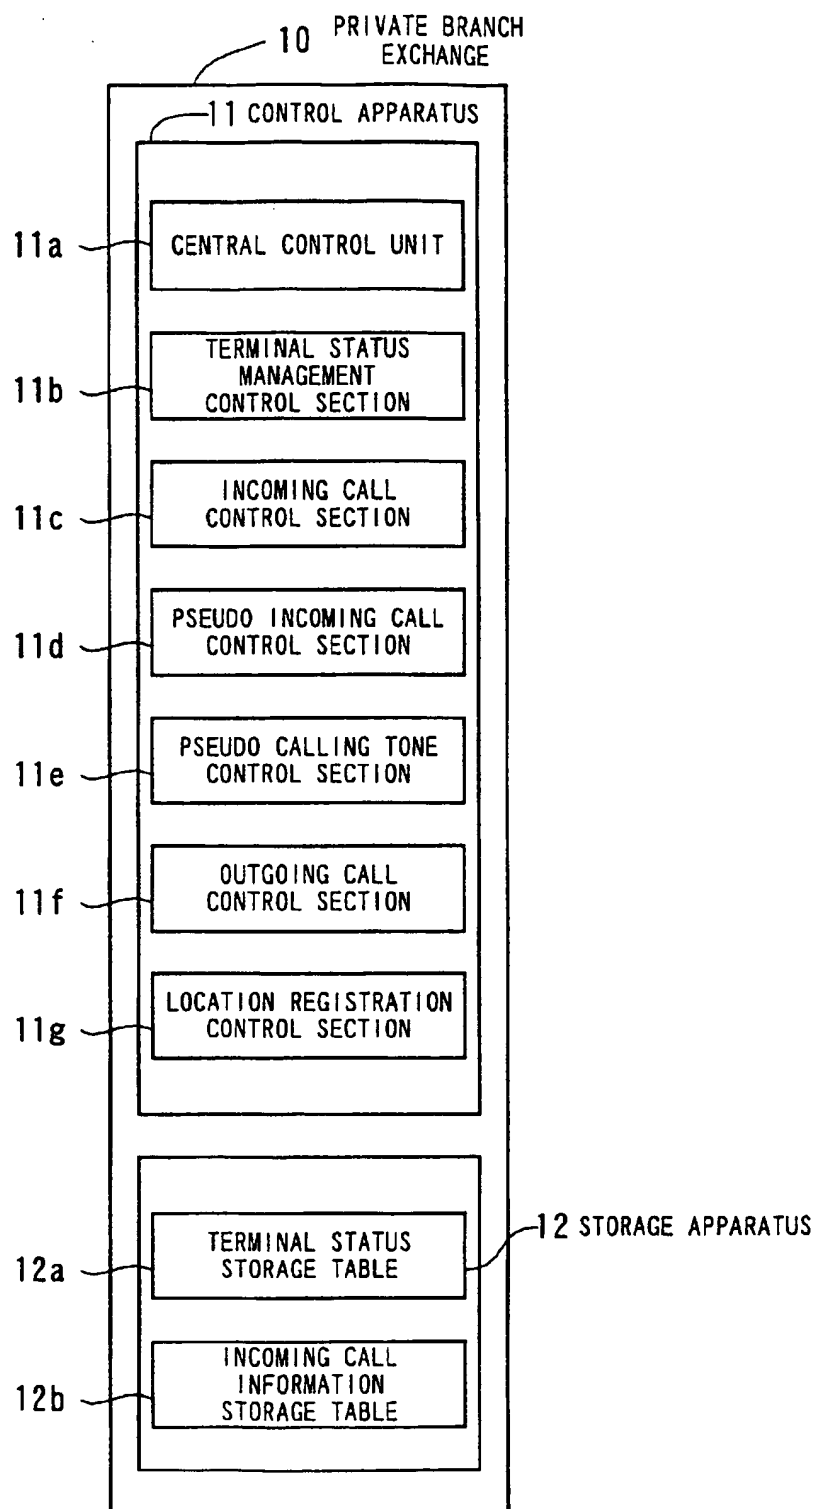 10 PRIVATE BRANCH
EXCHANGE
11 CONTROL APPARATUS
11a CENTRAL CONTROL UNIT
11b TERMINAL STATUS
MANAGEMENT
CONTROL SECTION
11c INCOMING CALL
CONTROL SECTION
11d PSEUDO INCOMING CALL
CONTROL SECTION
11e PSEUDO CALLING TONE
CONTROL SECTION
11f OUTGOING CALL
CONTROL SECTION
11g LOCATION REGISTRATION
CONTROL SECTION
12 STORAGE APPARATUS
12a TERMINAL STATUS
STORAGE TABLE
12b INCOMING CALL
INFORMATION
STORAGE TABLE